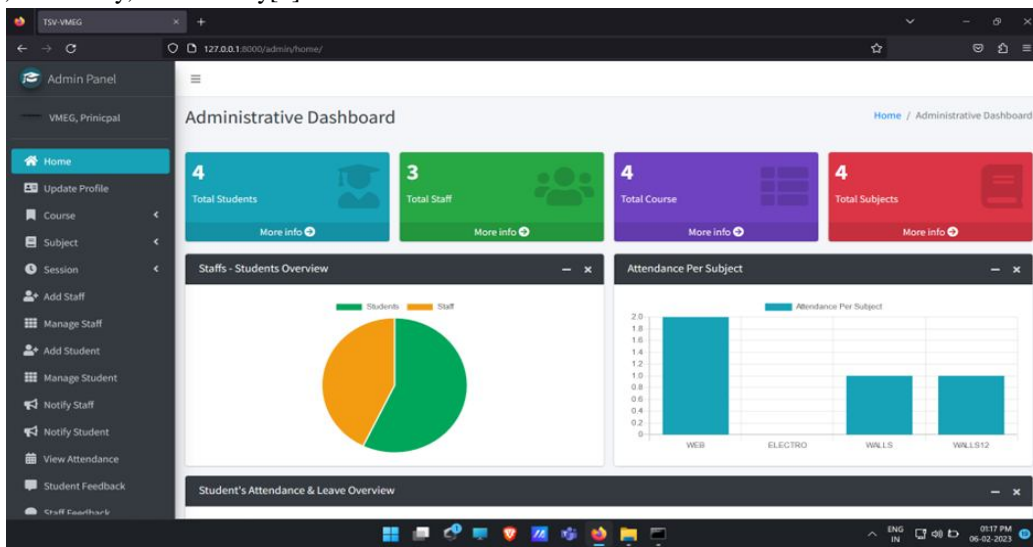 TSV-VMEG
127.0.0.1:8000/admin/home/
Admin Panel
VMEG, Prinicpal
Administrative Dashboard
Home / Administrative Dashboard
Home
Update Profile
Course
Subject
Session
Add Staff
Manage Staff
Add Student
Manage Student
Notify Staff
Notify Student
View Attendance
Student Feedback
Staff Feedback
4
Total Students
More info
3
Total Staff
More info
4
Total Course
More info
4
Total Subjects
More info
Staffs - Students Overview
Students Staff
Attendance Per Subject
Attendance Per Subject
2.0
1.8
1.6
1.4
1.2
1.0
0.8
0.6
0.4
0.2
0
WEB ELECTRO WALLS WALLS12
Student's Attendance & Leave Overview
ENG
IN
01:17 PM
06-02-2023